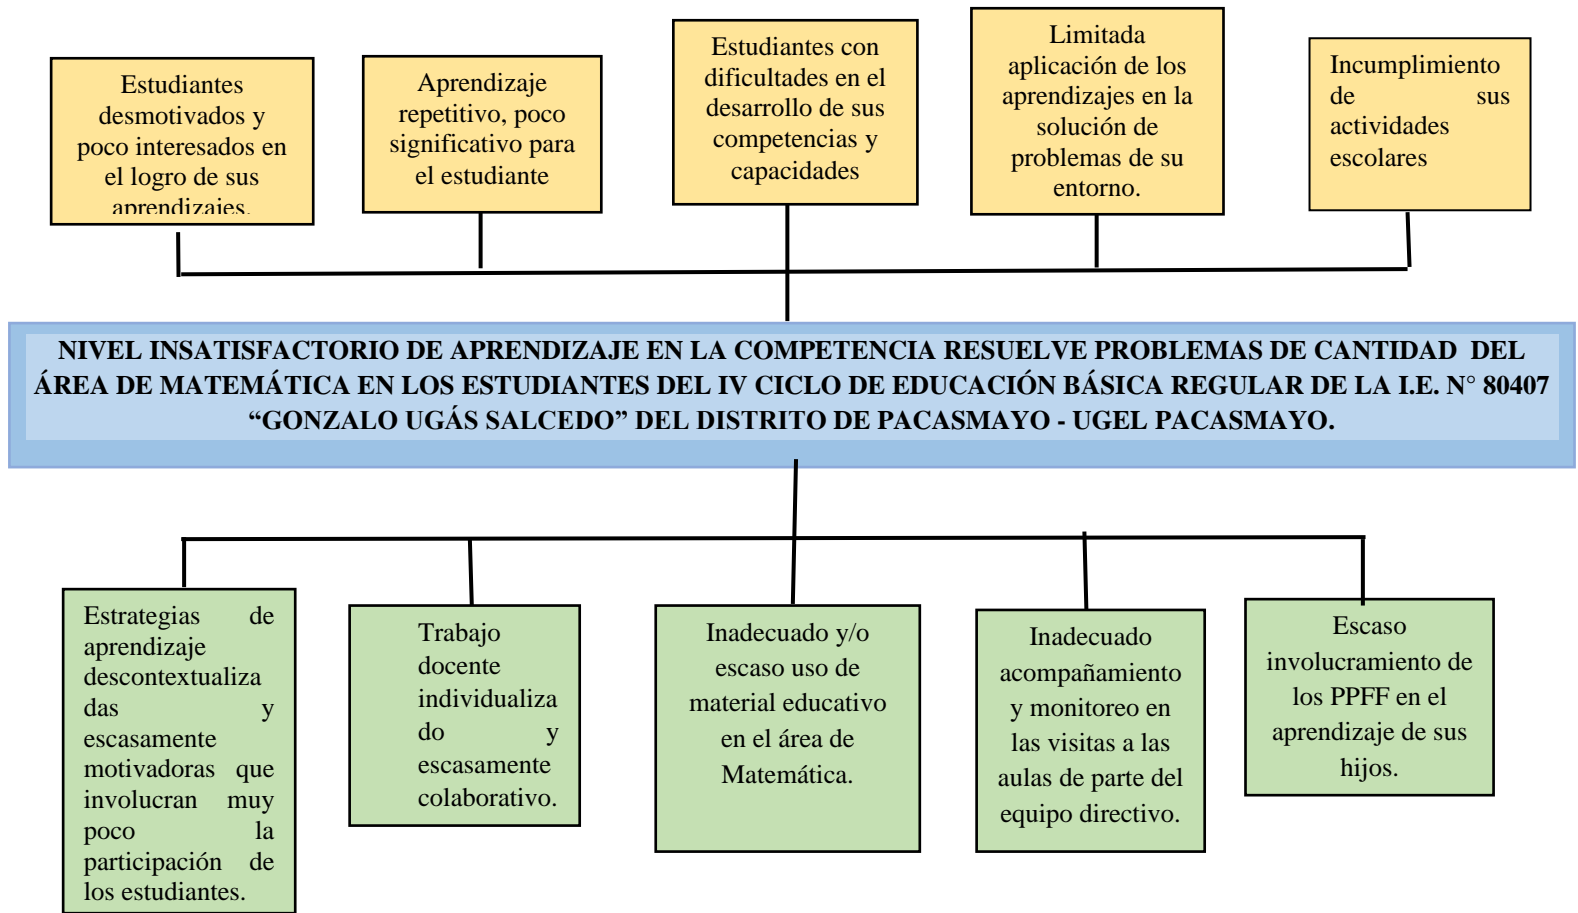 Estudiantes
desmotivados y
poco interesados en
el logro de sus
aprendizajes.
Aprendizaje
repetitivo, poco
significativo para
el estudiante
Estudiantes con
dificultades en el
desarrollo de sus
competencias y
capacidades
Limitada
aplicación de los
aprendizajes en la
solución de
problemas de su
entorno.
Incumplimiento
de sus
actividades
escolares
NIVEL INSATISFACTORIO DE APRENDIZAJE EN LA COMPETENCIA RESUELVE PROBLEMAS DE CANTIDAD DEL
ÁREA DE MATEMÁTICA EN LOS ESTUDIANTES DEL IV CICLO DE EDUCACIÓN BÁSICA REGULAR DE LA I.E. N° 80407
“GONZALO UGÁS SALCEDO” DEL DISTRITO DE PACASMAYO - UGEL PACASMAYO.
Estrategias de
aprendizaje
descontextualiza
das y
escasamente
motivadoras que
involucran muy
poco la
participación de
los estudiantes.
Trabajo
docente
individualiza
do y
escasamente
colaborativo.
Inadecuado y/o
escaso uso de
material educativo
en el área de
Matemática.
Inadecuado
acompañamiento
y monitoreo en
las visitas a las
aulas de parte del
equipo directivo.
Escaso
involucramiento de
los PPFF en el
aprendizaje de sus
hijos.